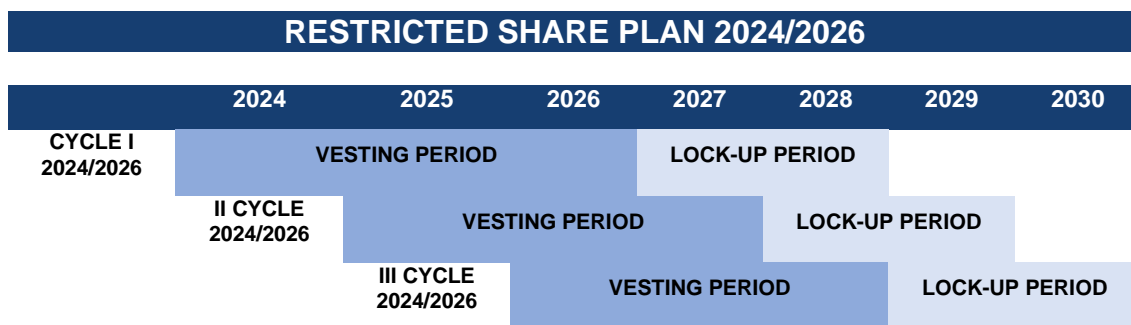 RESTRICTED SHARE PLAN 2024/2026
2024 2025 2026 2027 2028 2029 2030
CYCLE I
2024/2026
VESTING PERIOD LOCK-UP PERIOD
II CYCLE
2024/2026
VESTING PERIOD LOCK-UP PERIOD
III CYCLE
2024/2026
VESTING PERIOD LOCK-UP PERIOD